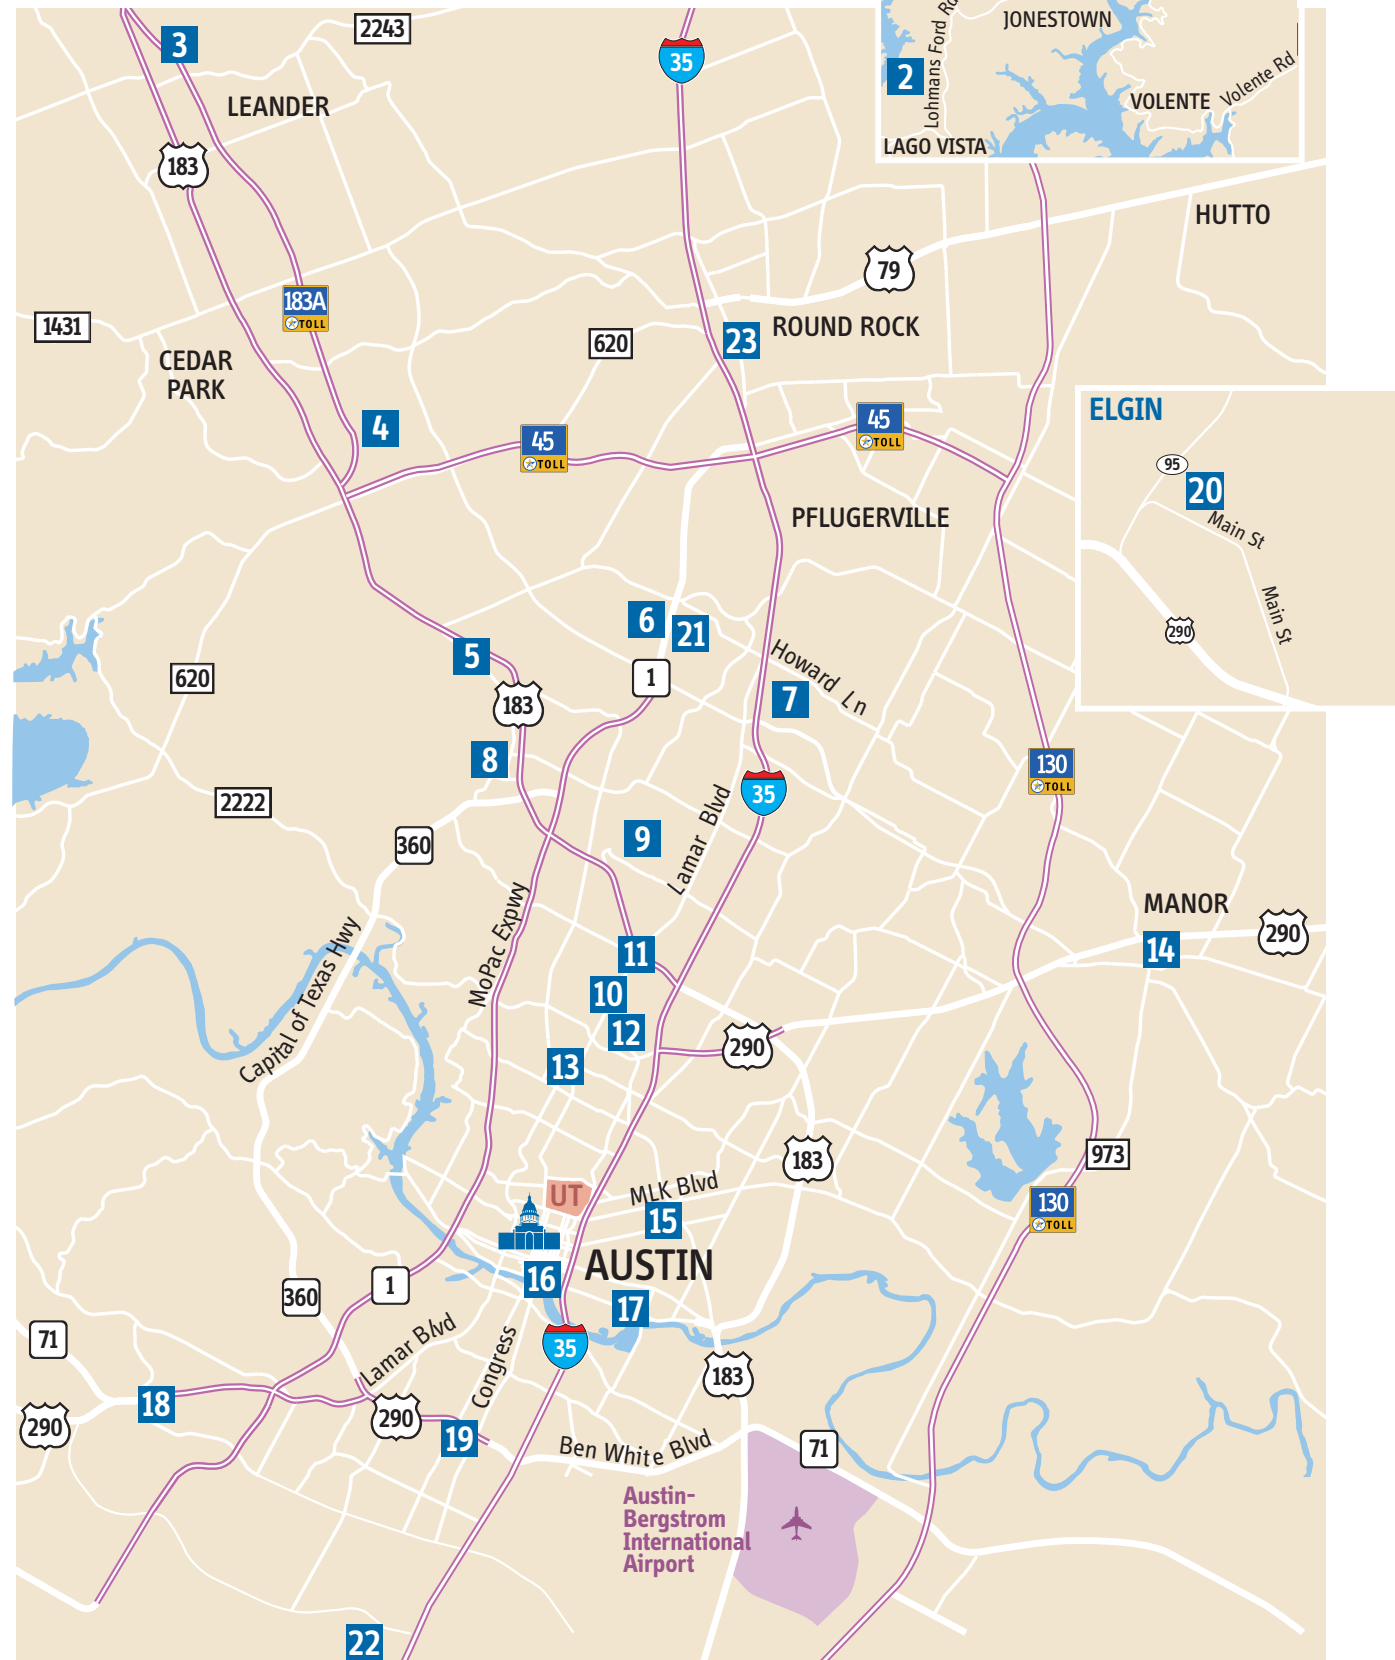 3
2243
35
JONESTOWN
Lohmans Ford Rd
2
VOLENTE
Volente Rd
LAGO VISTA
LEANDER
183
HUTTO
79
183A
TOLL
1431
620
23
ROUND ROCK
CEDAR
PARK
4
45
TOLL
45
TOLL
ELGIN
95
20
Main St
Main St
290
PFLUGERVILLE
6
21
5
620
1
183
Howard Ln
7
8
130
TOLL
35
2222
360
9
Lamar Blvd
MoPac Expwy
MANOR
14
290
Capital of Texas Hwy
11
10
12
290
13
183
973
UT
MLK Blvd
15
130
TOLL
AUSTIN
16
17
1
360
71
Lamar Blvd
Congress
35
183
18
290
290
19
Ben White Blvd
71
Austin-
Bergstrom
International
Airport
22